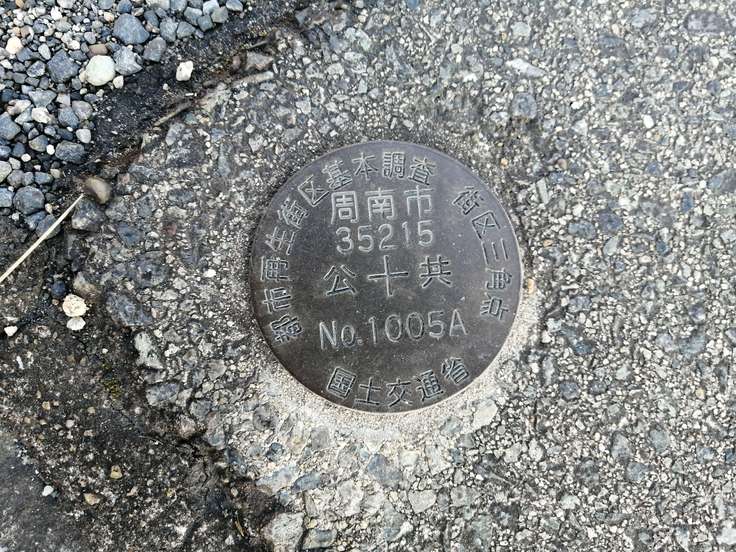 都市再生街区基本調査 街区三角点
周南市
35215
公十共
No.1005A
国土交通省